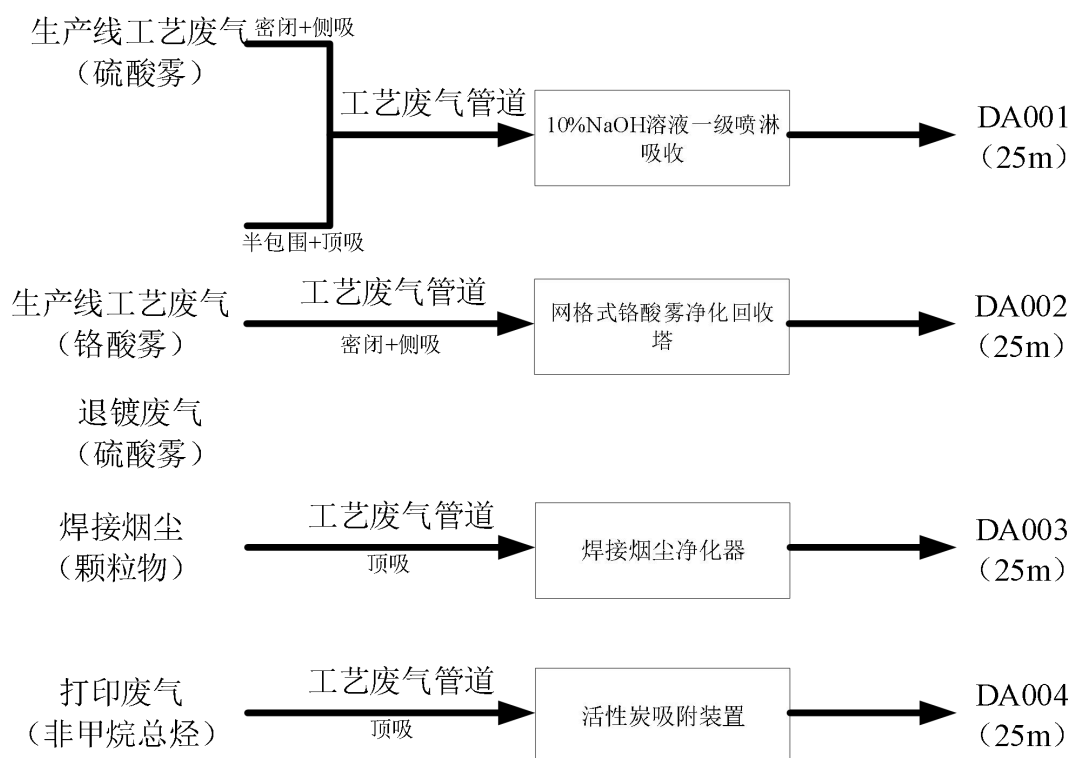 生产线工艺废气
（硫酸雾）
密闭+侧吸
工艺废气管道
10%NaOH溶液一级喷淋
吸收
DA001
（25m）
半包围+顶吸
生产线工艺废气
（铬酸雾）
工艺废气管道
密闭+侧吸
网格式铬酸雾净化回收
塔
DA002
（25m）
退镀废气
（硫酸雾）
焊接烟尘
（颗粒物）
工艺废气管道
顶吸
焊接烟尘净化器
DA003
（25m）
打印废气
（非甲烷总烃）
工艺废气管道
顶吸
活性炭吸附装置
DA004
（25m）